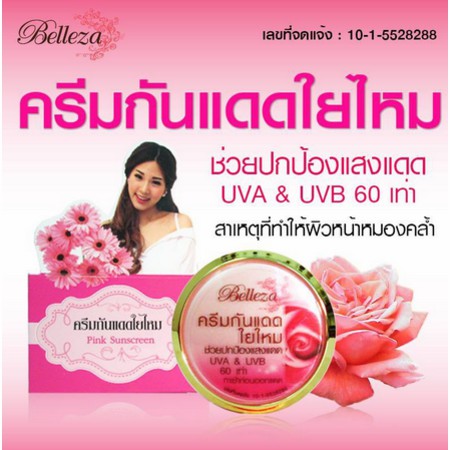 Belleza
เลขที่จดแจ้ง : 10-1-5528288
ครีมกันแดดใยไหม
ช่วยปกป้องแสงแดด
UVA & UVB 60 เท่า
สาเหตุที่ทำให้ผิวหน้าหมองคล้ำ
ครีมกันแดดใยไหม
Pink Sunscreen
Belleza
ครีมกันแดด
ใยไหม
ช่วยปกป้องแสงแดด
UVA & UVB
60 เท่า